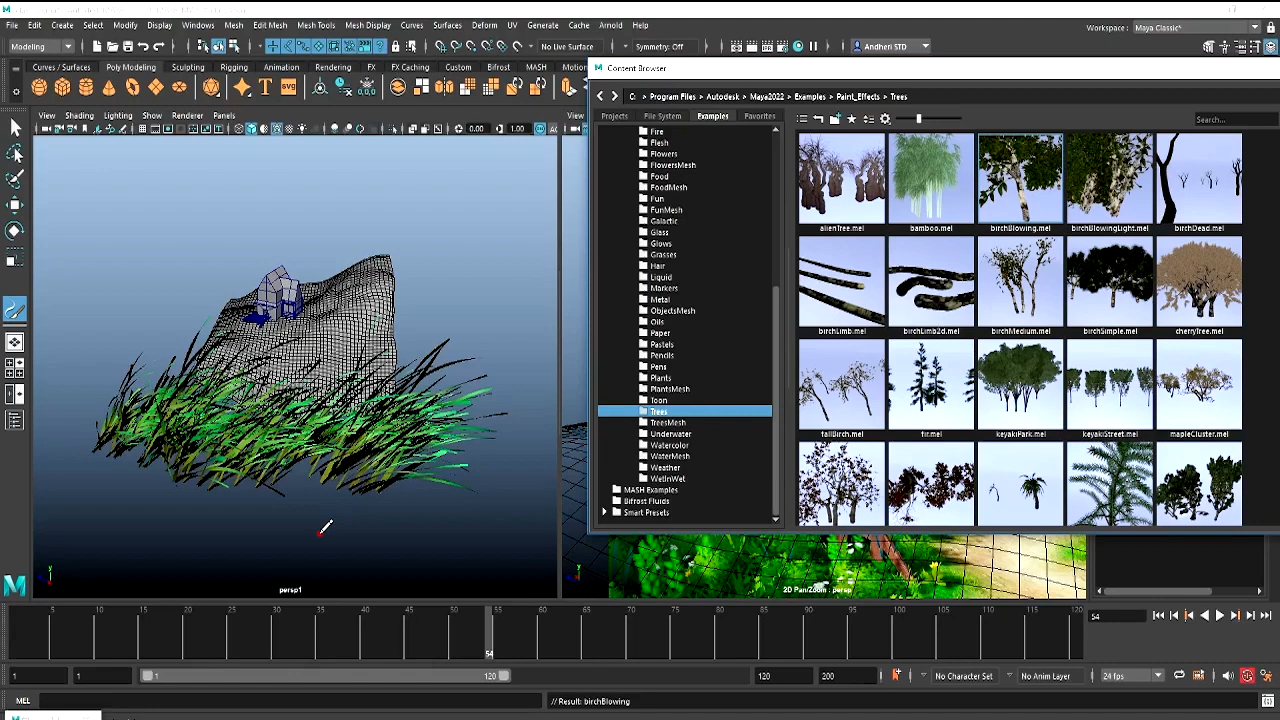 File Edit Create Select Modify Display Windows Mesh Edit Mesh Mesh Tools Mesh Display Curves Surfaces Deform UV Generate Cache Arnold Help
Workspace: Maya Classic*
Modeling No Live Surface Symmetry: Off Andheri STD
Curves / Surfaces Poly Modeling Sculpting Rigging Animation Rendering FX FX Caching Custom Bifrost MASH Motion
Content Browser
SVG
C: Program Files Autodesk Maya2022 Examples Paint_Effects Trees
View Shading Lighting Show Renderer Panels View
Projects File System Examples Favorites
Search...
0.00 1.00
Fire
Flesh
Flowers
FlowersMesh
Food
FoodMesh
Fun
FunMesh
Galactic
Glass
Glows
Grasses
Hair
Liquid
Markers
Metal
ObjectsMesh
Oils
Paper
Pastels
Pencils
Pens
Plants
PlantsMesh
Toon
Trees
TreesMesh
Underwater
Watercolor
WaterMesh
Weather
WetInWet
MASH Examples
Bifrost Fluids
Smart Presets
alienTree.mel bamboo.mel birchBlowing.mel birchBlowingLight.mel birchDead.mel
birchLimb.mel birchLimb2d.mel birchMedium.mel birchSimple.mel cherryTree.mel
fallBirch.mel fir.mel keyakiPark.mel keyakiStreet.mel mapleCluster.mel
persp1
2D Pan/Zoom : persp
5 10 15 20 25 30 35 40 45 50 55 60 65 70 75 80 85 90 95 100 105 110 115 120
54
54
1 1 1 120 120 200 No Character Set No Anim Layer 24 fps
MEL // Result: birchBlowing